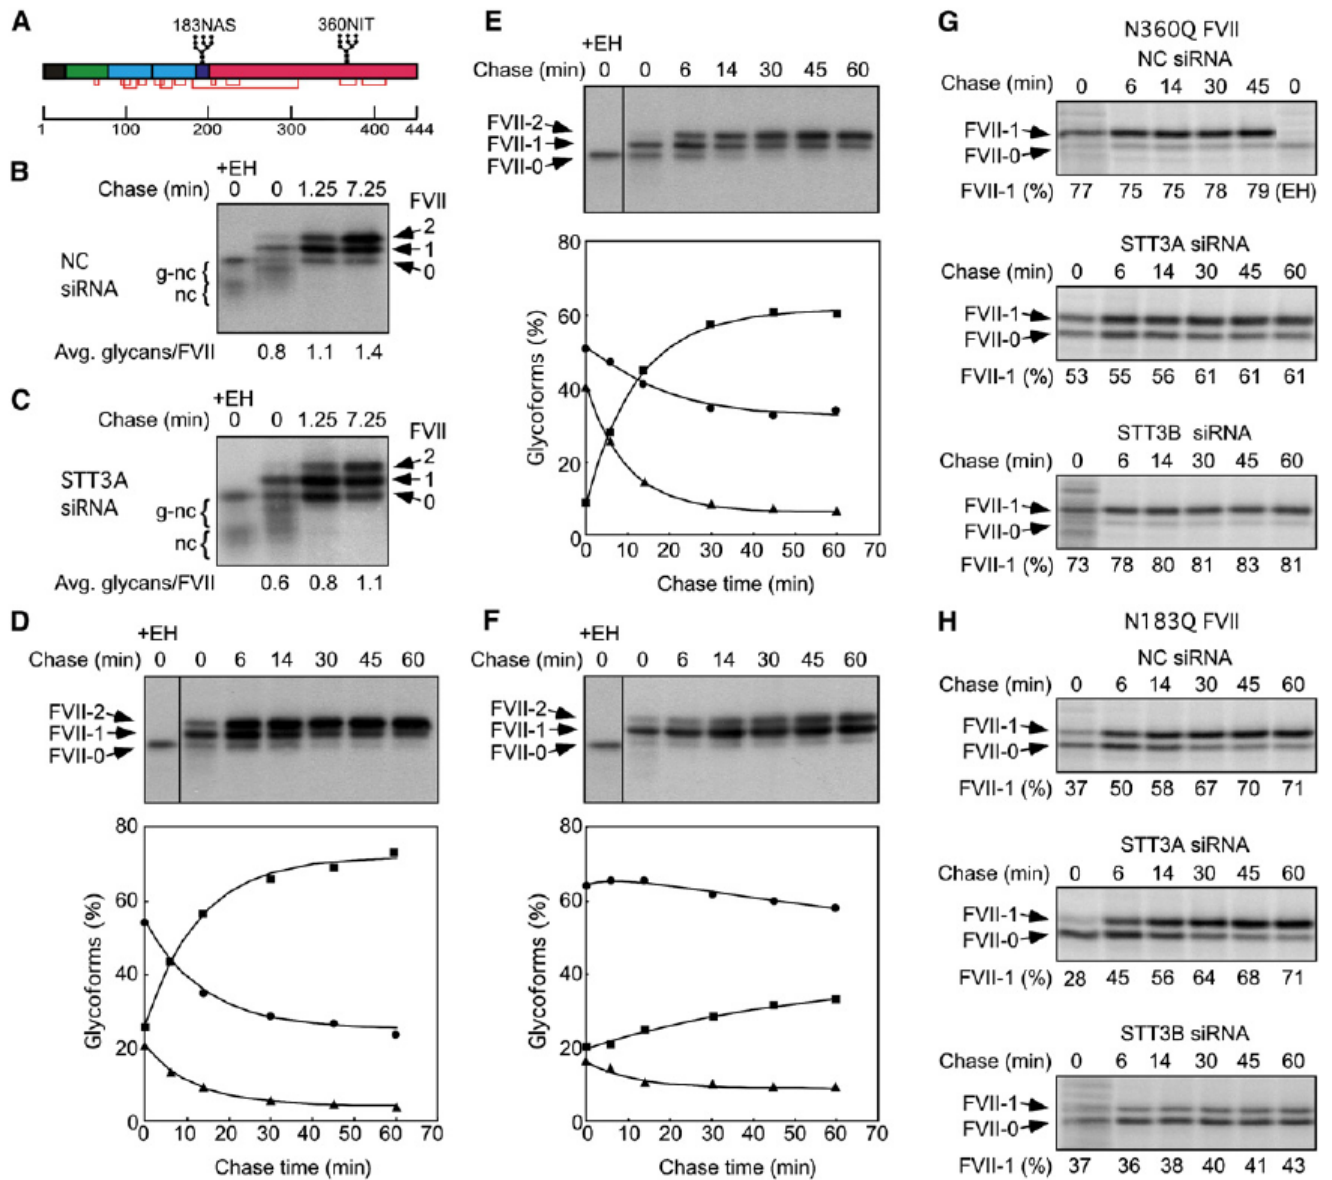 A
183NAS 360NIT
1 100 200 300 400 444
B
+EH
Chase (min) 0 0 1.25 7.25 FVII
2
1
0
NC
siRNA
g-nc {
nc {
Avg. glycans/FVII 0.8 1.1 1.4
C
+EH
Chase (min) 0 0 1.25 7.25 FVII
2
1
0
STT3A
siRNA
g-nc {
nc {
Avg. glycans/FVII 0.6 0.8 1.1
D
+EH
Chase (min) 0 0 6 14 30 45 60
FVII-2
FVII-1
FVII-0
Glycoforms (%)
80
60
40
20
0
0 10 20 30 40 50 60 70
Chase time (min)
E
+EH
Chase (min) 0 0 6 14 30 45 60
FVII-2
FVII-1
FVII-0
Glycoforms (%)
80
60
40
20
0
0 10 20 30 40 50 60 70
Chase time (min)
F
+EH
Chase (min) 0 0 6 14 30 45 60
FVII-2
FVII-1
FVII-0
Glycoforms (%)
80
60
40
20
0
0 10 20 30 40 50 60 70
Chase time (min)
G
N360Q FVII
NC siRNA
Chase (min) 0 6 14 30 45 0
FVII-1
FVII-0
FVII-1 (%) 77 75 75 78 79 (EH)
STT3A siRNA
Chase (min) 0 6 14 30 45 60
FVII-1
FVII-0
FVII-1 (%) 53 55 56 61 61 61
STT3B siRNA
Chase (min) 0 6 14 30 45 60
FVII-1
FVII-0
FVII-1 (%) 73 78 80 81 83 81
H
N183Q FVII
NC siRNA
Chase (min) 0 6 14 30 45 60
FVII-1
FVII-0
FVII-1 (%) 37 50 58 67 70 71
STT3A siRNA
Chase (min) 0 6 14 30 45 60
FVII-1
FVII-0
FVII-1 (%) 28 45 56 64 68 71
STT3B siRNA
Chase (min) 0 6 14 30 45 60
FVII-1
FVII-0
FVII-1 (%) 37 36 38 40 41 43